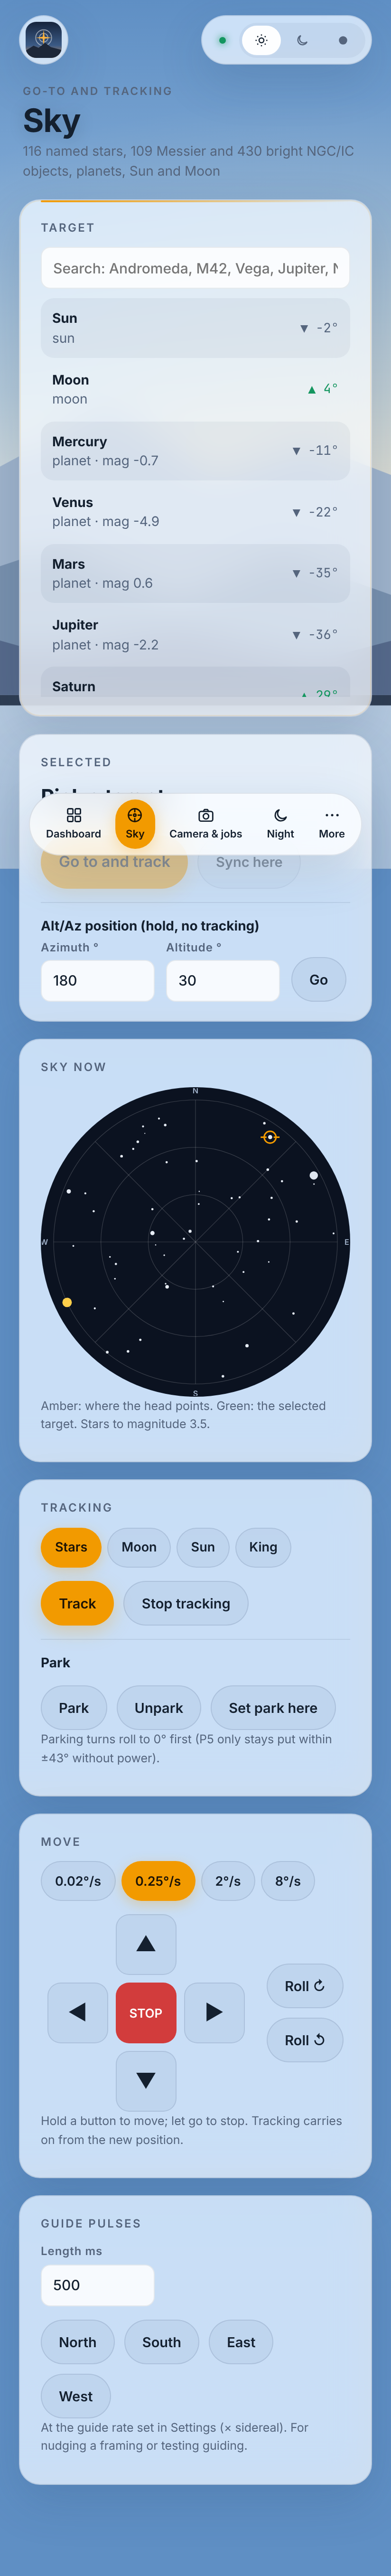 GO-TO AND TRACKING
Sky
116 named stars, 109 Messier and 430 bright NGC/IC
objects, planets, Sun and Moon
TARGET
Search: Andromeda, M42, Vega, Jupiter,
Sun
sun
▼ -2°
Moon
moon
▲ 4°
Mercury
planet · mag -0.7
▼ -11°
Venus
planet · mag -4.9
▼ -22°
Mars
planet · mag 0.6
▼ -35°
Jupiter
planet · mag -2.2
▼ -36°
Saturn
▲ 29°
SELECTED
Dashboard
Sky
Camera & jobs
Night
More
Go to and track
Sync here
Alt/Az position (hold, no tracking)
Azimuth °
Altitude °
180
30
Go
SKY NOW
N
W
E
S
Amber: where the head points. Green: the selected
target. Stars to magnitude 3.5.
TRACKING
Stars
Moon
Sun
King
Track
Stop tracking
Park
Park
Unpark
Set park here
Parking turns roll to 0° first (P5 only stays put within
±43° without power).
MOVE
0.02°/s
0.25°/s
2°/s
8°/s
STOP
Roll ↻
Roll ↺
Hold a button to move; let go to stop. Tracking carries
on from the new position.
GUIDE PULSES
Length ms
500
North
South
East
West
At the guide rate set in Settings (× sidereal). For
nudging a framing or testing guiding.